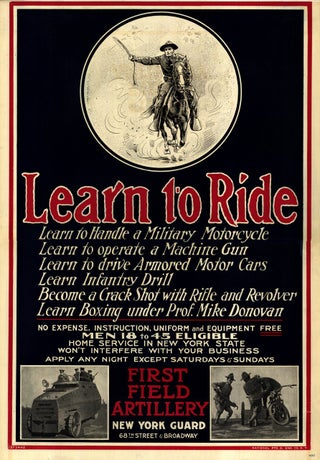 Learn to Ride
Learn to Handle a Military Motorcycle
Learn to operate a Machine Gun
Learn to drive Armored Motor Cars
Learn Infantry Drill
Become a Crack Shot with Rifle and Revolver
Learn Boxing under Prof. Mike Donovan
NO EXPENSE, INSTRUCTION, UNIFORM and EQUIPMENT FREE
MEN 18 to 45 ELIGIBLE
HOME SERVICE IN NEW YORK STATE
WON'T INTERFERE WITH YOUR BUSINESS
APPLY ANY NIGHT EXCEPT SATURDAYS & SUNDAYS
FIRST
FIELD
ARTILLERY
NEW YORK GUARD
68th STREET & BROADWAY